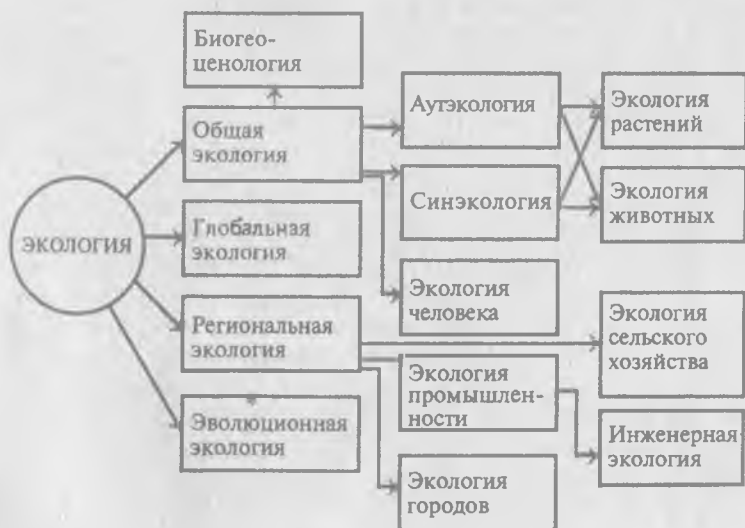 Биогео-
ценология
Общая
экология
Аутэкология
Экология
растений
Синэкология
Экология
животных
ЭКОЛОГИЯ
Глобальная
экология
Экология
человека
Региональная
экология
Экология
сельского
хозяйства
Экология
промышлен-
ности
Эволюционная
экология
Инженерная
экология
Экология
городов